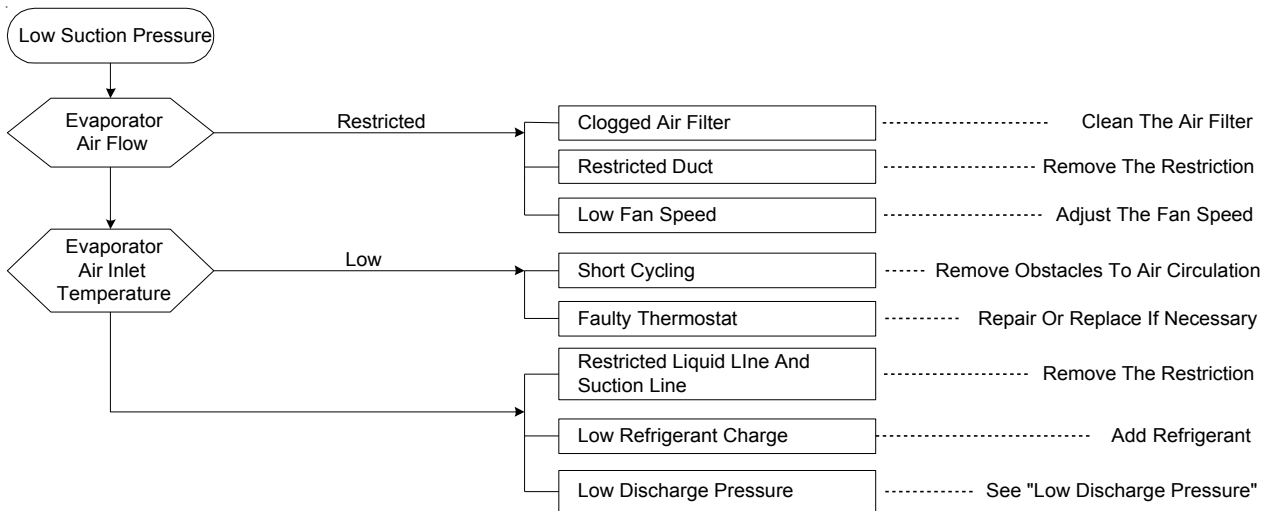 Low Suction Pressure
Evaporator
Air Flow
Restricted
Clogged Air Filter
Clean The Air Filter
Restricted Duct
Remove The Restriction
Low Fan Speed
Adjust The Fan Speed
Evaporator
Air Inlet
Temperature
Low
Short Cycling
Remove Obstacles To Air Circulation
Faulty Thermostat
Repair Or Replace If Necessary
Restricted Liquid LIne And
Suction Line
Remove The Restriction
Low Refrigerant Charge
Add Refrigerant
Low Discharge Pressure
See "Low Discharge Pressure"